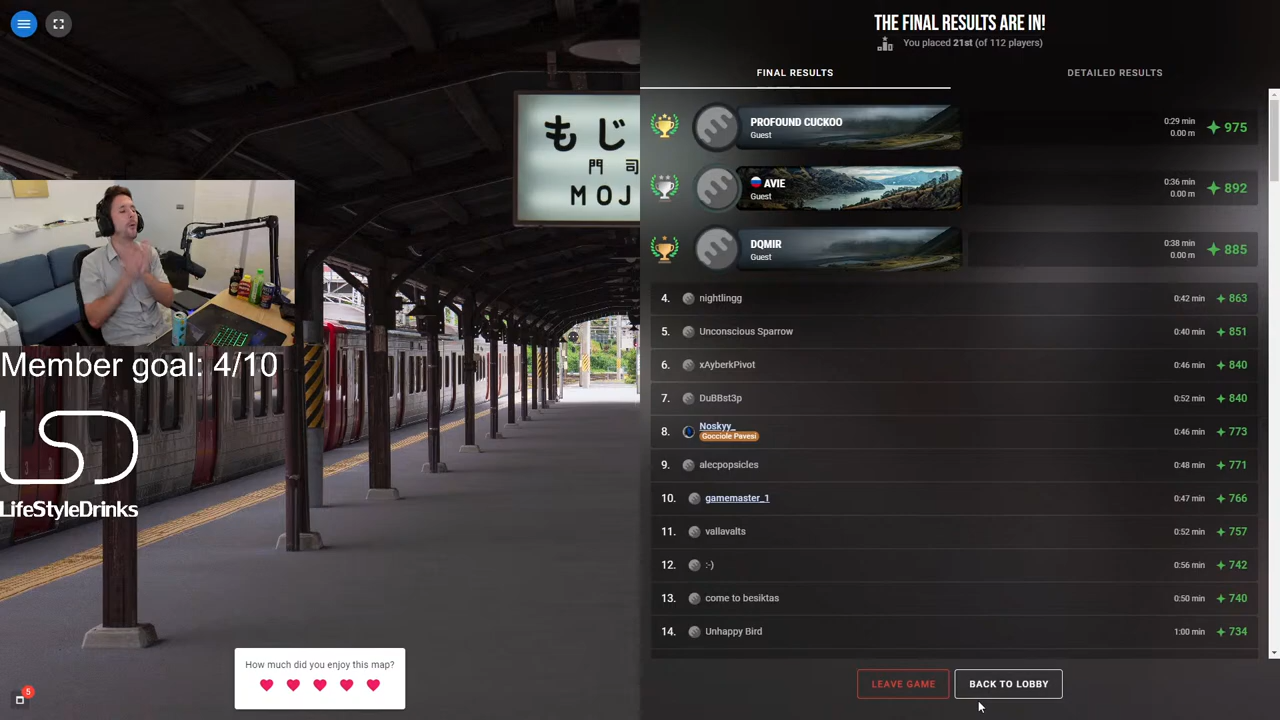 THE FINAL RESULTS ARE IN!
You placed 21st (of 112 players)
FINAL RESULTS
DETAILED RESULTS
PROFOUND CUCKOO
Guest
0:29 min
0.00 m
975
AVIE
Guest
0:36 min
0.00 m
892
DQMIR
Guest
0:38 min
0.00 m
885
4. nightlingg 0:42 min 863
5. Unconscious Sparrow 0:40 min 851
6. xAyberkPivot 0:46 min 840
7. DuBBst3p 0:52 min 840
8. Noskyy_ 0:46 min 773
Gocciole Pavesi
9. alecpopsicles 0:48 min 771
10. gamemaster_1 0:47 min 766
11. vallavalts 0:52 min 757
12. :-) 0:56 min 742
13. come to besiktas 0:50 min 740
14. Unhappy Bird 1:00 min 734
LEAVE GAME
BACK TO LOBBY
もじ
門 司
MOJ
Member goal: 4/10
LSD
LifeStyleDrinks
How much did you enjoy this map?
5